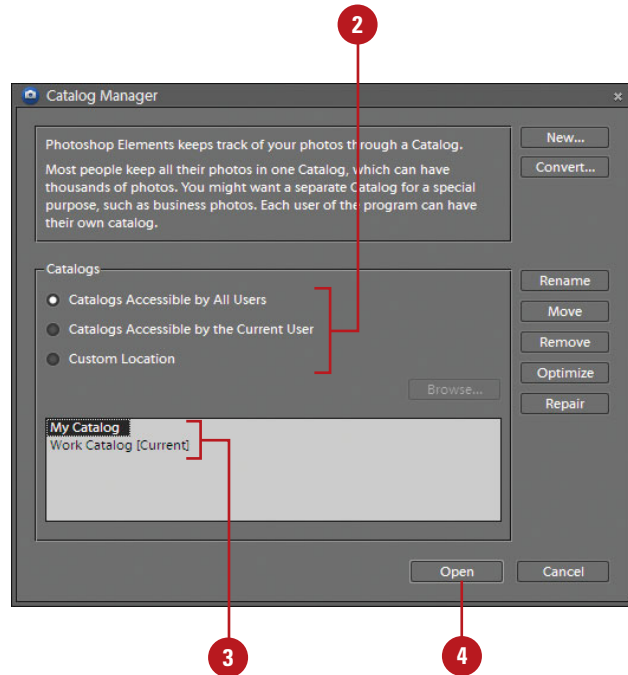 2
Catalog Manager
Photoshop Elements keeps track of your photos through a Catalog.
Most people keep all their photos in one Catalog, which can have
thousands of photos. You might want a separate Catalog for a special
purpose, such as business photos. Each user of the program can have
their own catalog.
New...
Convert...
Catalogs
Catalogs Accessible by All Users
Catalogs Accessible by the Current User
Custom Location
Browse...
Rename
Move
Remove
Optimize
Repair
My Catalog
Work Catalog [Current]
Open
Cancel
3
4